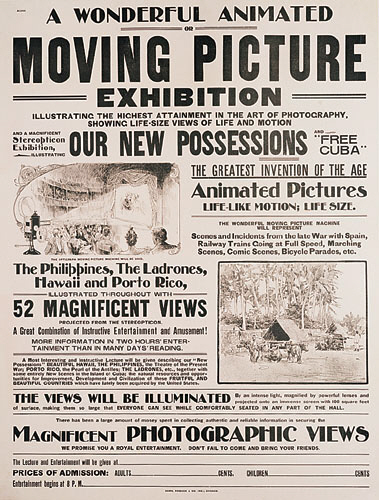 A WONDERFUL ANIMATED
OR
MOVING PICTURE
EXHIBITION
ILLUSTRATING THE HIGHEST ATTAINMENT IN THE ART OF PHOTOGRAPHY,
SHOWING LIFE-SIZE VIEWS OF LIFE AND MOTION
AND A MAGNIFICENT
Stereopticon
Exhibition,
ILLUSTRATING
OUR NEW POSSESSIONS
AND
"FREE
CUBA"
THE GREATEST INVENTION OF THE AGE
Animated Pictures
LIFE-LIKE MOTION; LIFE SIZE.
THE WONDERFUL MOVING PICTURE MACHINE
WILL REPRESENT
Scenes and Incidents from the late War with Spain,
Railway Trains Going at Full Speed, Marching
Scenes, Comic Scenes, Bicycle Parades, etc.
The Philippines, The Ladrones,
Hawaii and Porto Rico,
ILLUSTRATED THROUGHOUT WITH
52 MAGNIFICENT VIEWS
PROJECTED FROM THE STEREOPTICON.
A Great Combination of Instructive Entertainment and Amusement!
MORE INFORMATION IN TWO HOURS' ENTER-
TAINMENT THAN IN MANY DAYS' READING.
A Most Interesting and instructive Lecture will be given describing our "New
Possessions:" BEAUTIFUL HAWAII, THE PHILIPPINES, the Theatre of the Present
War; PORTO RICO, the Pearl of the Antilles; THE LADRONES, etc., together with
some entirely New Scenes in the Island of Cuba; the natural resources and oppor-
tunities for Improvement, Development and Civilization of these FRUITFUL AND
BEAUTIFUL COUNTRIES which have lately been acquired by the United States.
THE VIEWS WILL BE ILLUMINATED
By an intense light, magnified by powerful lenses and
projected onto an immense screen with 100 square feet
of surface, making them so large that EVERYONE CAN SEE WHILE COMFORTABLY SEATED IN ANY PART OF THE HALL.
There has been a large amount of money spent in collecting authentic and reliable information in securing the
MAGNIFICENT PHOTOGRAPHIC VIEWS
WE PROMISE YOU A ROYAL ENTERTAINMENT. DON'T FAIL TO COME AND BRING YOUR FRIENDS.
The Lecture and Entertainment will be given at
PRICES OF ADMISSION: ADULTS CENTS. CHILDREN CENTS
Entertainment begins at 8 P. M.